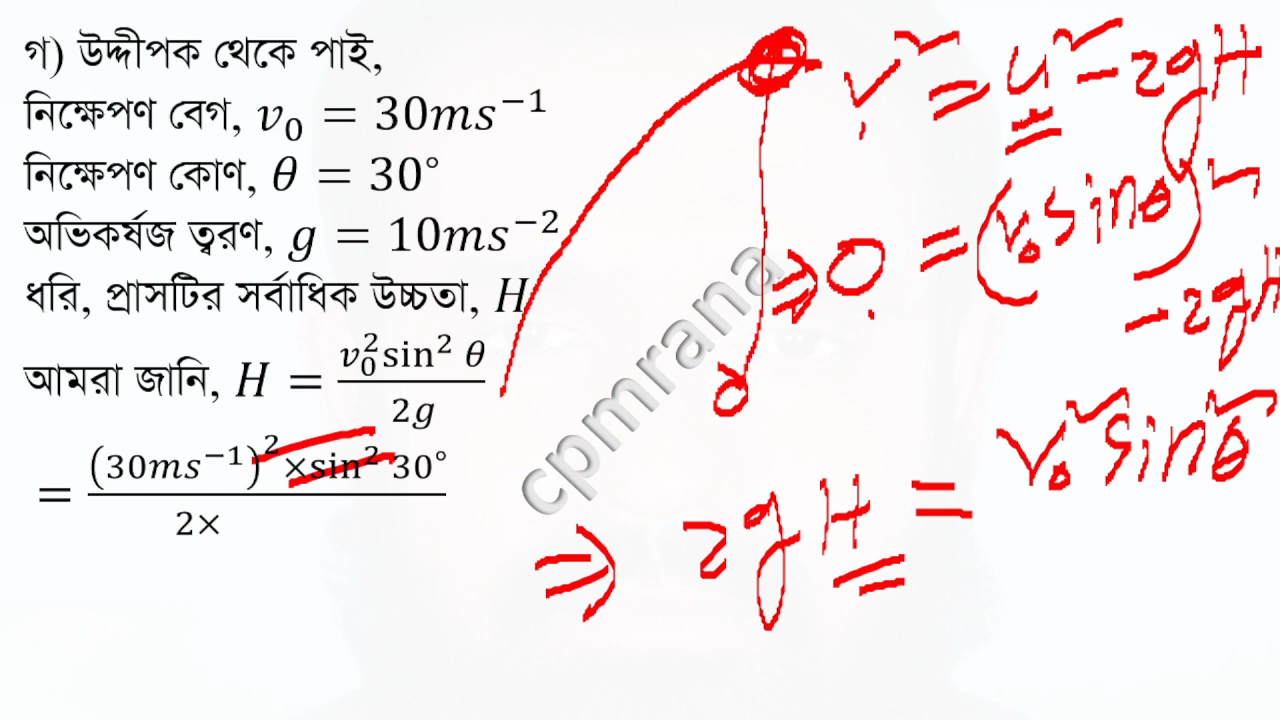 গ) উদ্দীপক থেকে পাই,
নিক্ষেপণ বেগ, v₀ = 30ms⁻¹
নিক্ষেপণ কোণ, θ = 30°
অভিকর্ষজ ত্বরণ, g = 10ms⁻²
ধরি, প্রাসটির সর্বাধিক উচ্চতা, H
আমরা জানি, H = v₀² sin² θ / 2g
= (30ms⁻¹)² × sin² 30° / 2×
v² = u² − 2gH
⇒ 0 = (v₀ sinθ)²
− 2gH
⇒ 2gH = v₀² sin²θ
cpmrana